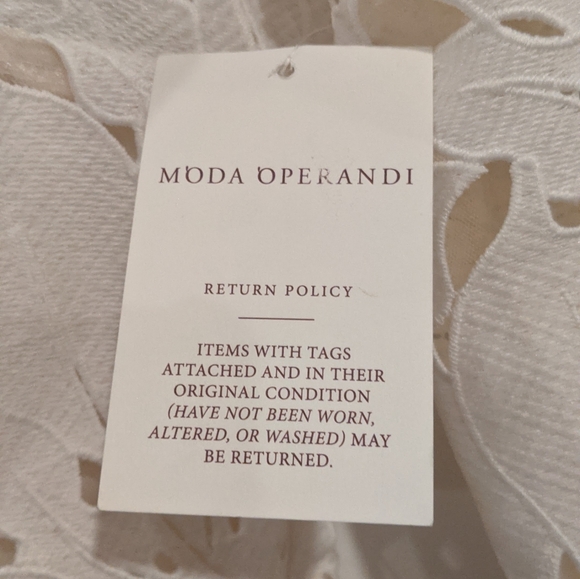 MODA OPERANDI
RETURN POLICY
ITEMS WITH TAGS
ATTACHED AND IN THEIR
ORIGINAL CONDITION
(HAVE NOT BEEN WORN,
ALTERED, OR WASHED) MAY
BE RETURNED.